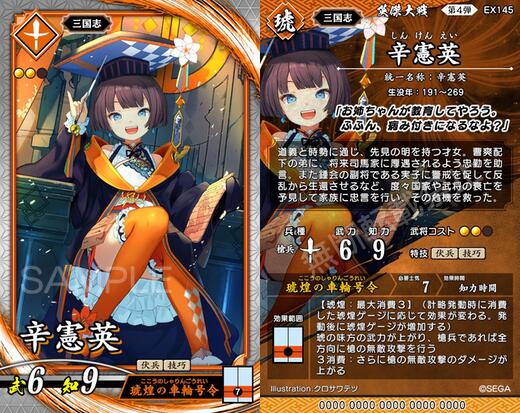 三国志
SAMPLE
辛憲英
伏兵
技巧
武6 知9
こころのしゃりんごうれい
琥煌の車輪号令
7
琥
三国志
英傑大戦
第4弾
EX145
しん けん えい
辛憲英
統一名称:辛憲英
生没年:191~269
「お姉ちゃんが教育してやろう。
ふふん、病み付きになるなよ?」
道義と時勢に通じ、先見の明を持つ才女。曹爽配
下の弟に、将来司馬家に厚遇されるよう忠勤を助
言。また鍾会の副将である実子に警戒を促して反
乱から生還させるなど、度々国家や武将の衰亡を
予見して家族に忠言を行い、その危機を救った。
兵種 武力 知力 武将コスト
槍兵 6 9 特技 伏兵 技巧
こころのしゃりんごうれい 必要士気 効果時間
琥煌の車輪号令 7 知力時間
効果範囲
【琥煌:最大消費3】(計略発動時に消費
した琥煌ゲージに応じて効果が変わる。発
動後に琥煌ゲージが増加する)
琥の味方の武力が上がり、槍兵であれば全
方向に槍の無敵攻撃を行う
3消費:さらに槍の無敵攻撃のダメージが
上がる
Illustration:クロサワテツ
©SEGA
0000 0000 0000 0000 0000